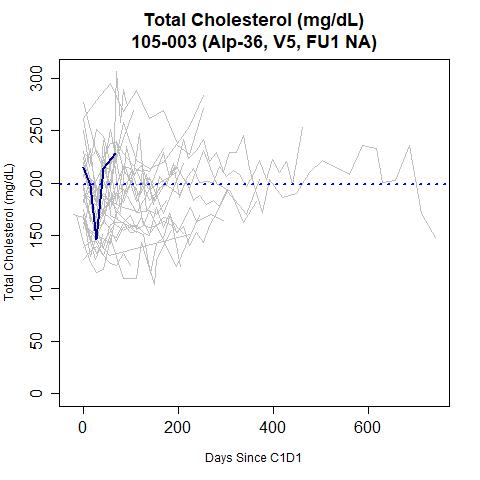 Total Cholesterol (mg/dL)
105-003 (Alp-36, V5, FU1 NA)
Total Cholesterol (mg/dL)
300
250
200
150
100
50
0
0 200 400 600
Days Since C1D1